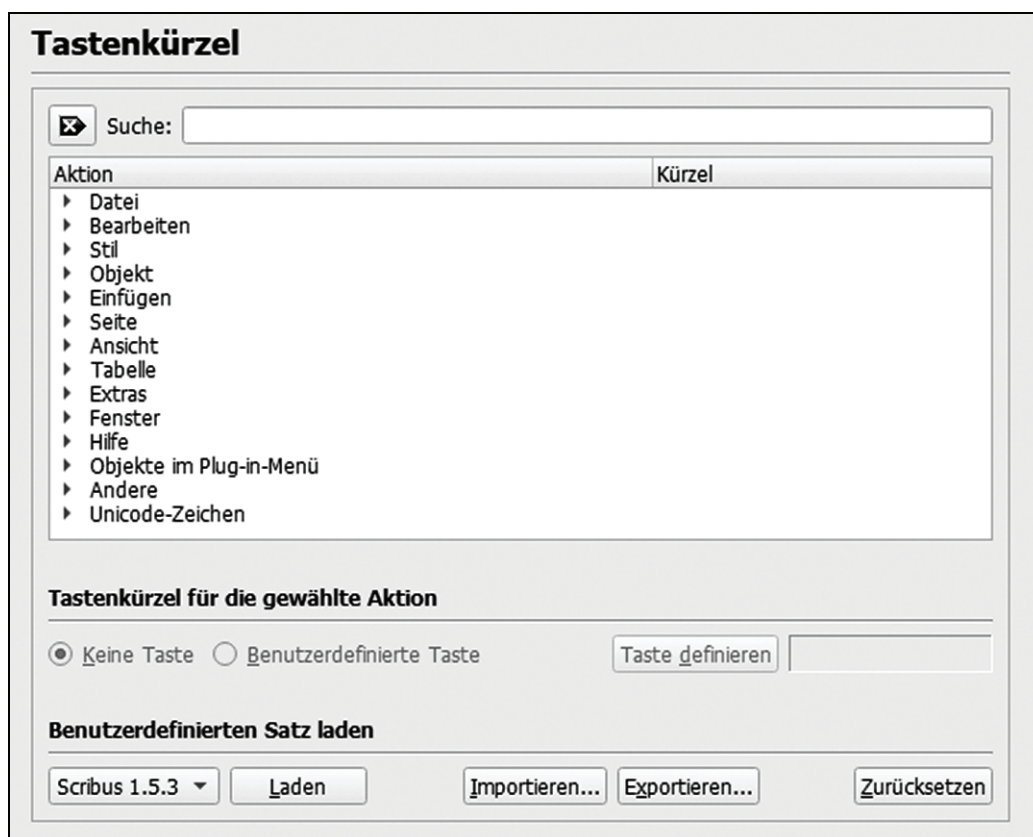 Tastenkürzel
Suche:
Aktion Kürzel
Datei
Bearbeiten
Stil
Objekt
Einfügen
Seite
Ansicht
Tabelle
Extras
Fenster
Hilfe
Objekte im Plug-in-Menü
Andere
Unicode-Zeichen
Tastenkürzel für die gewählte Aktion
Keine Taste Benutzerdefinierte Taste Taste definieren
Benutzerdefinierten Satz laden
Scribus 1.5.3 Laden Importieren... Exportieren... Zurücksetzen